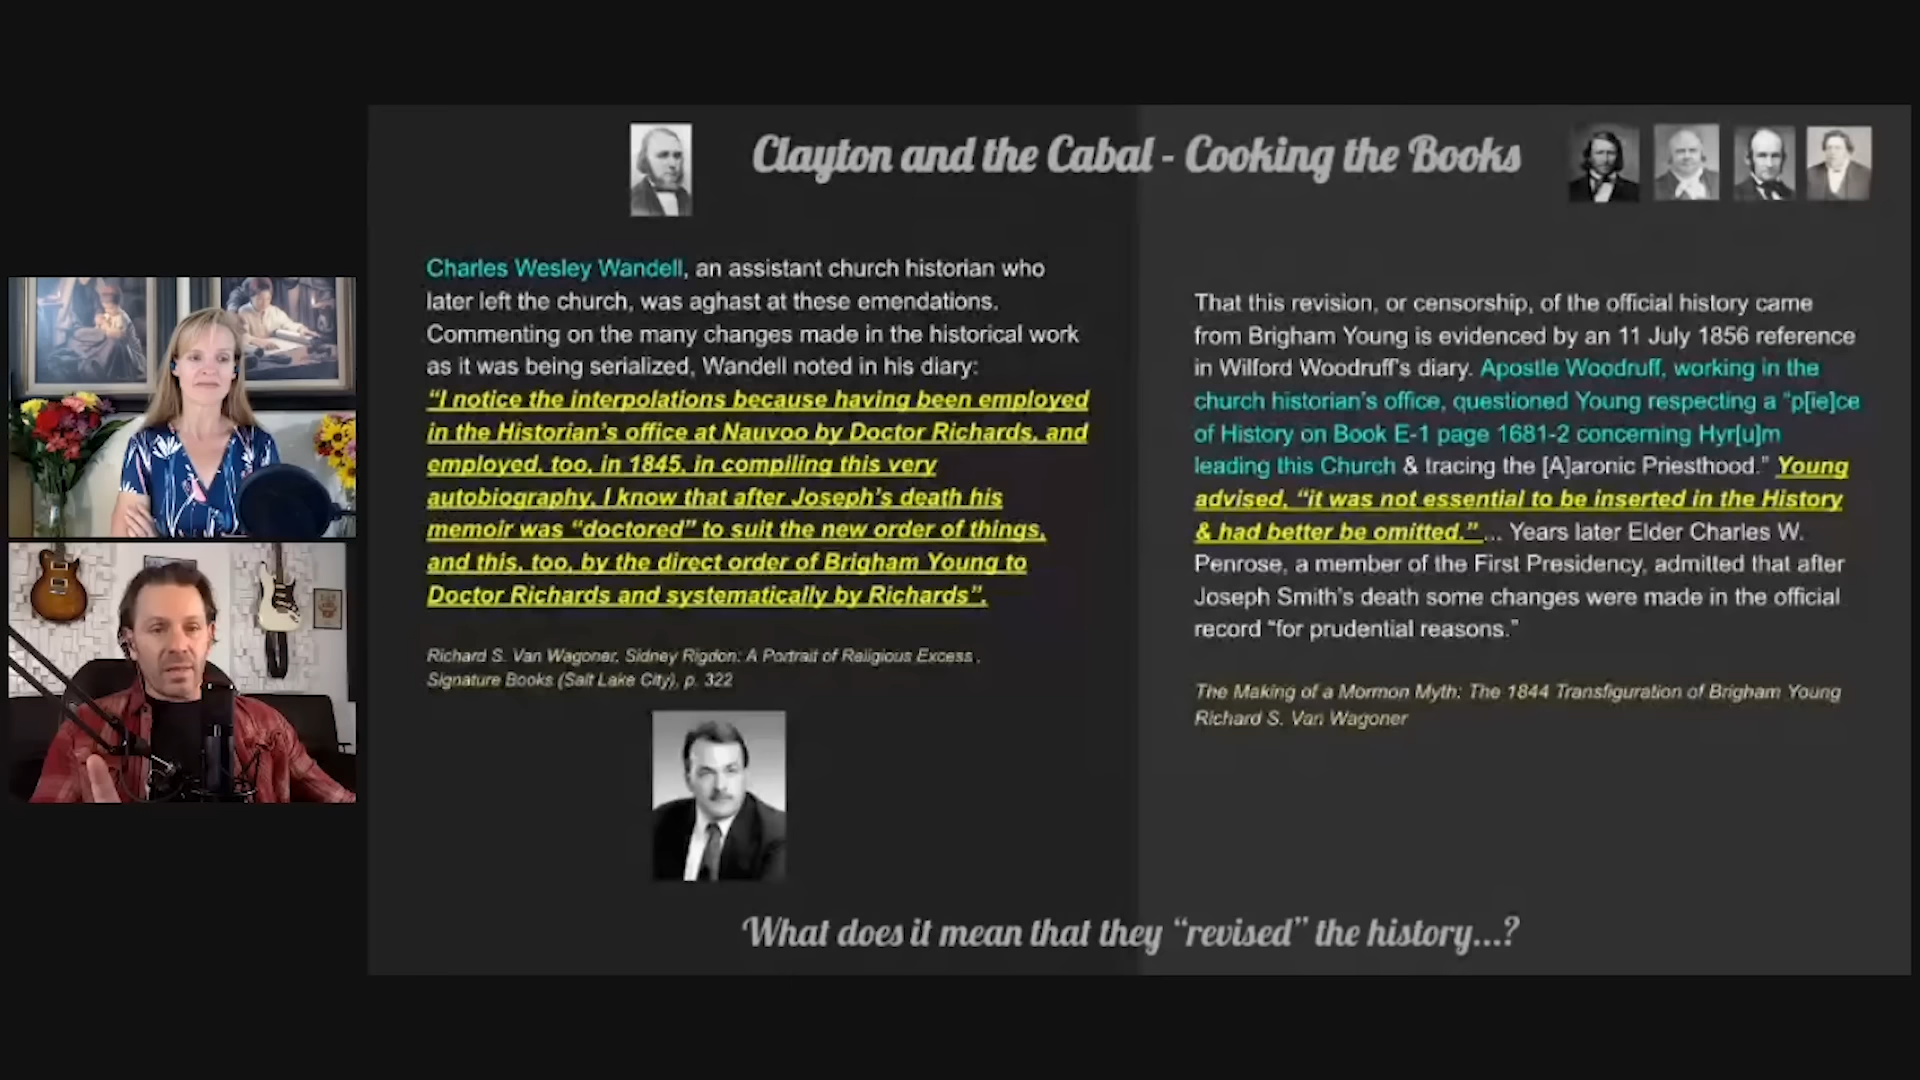 Clayton and the Cabal - Cooking the Books
Charles Wesley Wandell, an assistant church historian who
later left the church, was aghast at these emendations.
Commenting on the many changes made in the historical work
as it was being serialized, Wandell noted in his diary:
“I notice the interpolations because having been employed
in the Historian’s office at Nauvoo by Doctor Richards, and
employed, too, in 1845, in compiling this very
autobiography, I know that after Joseph’s death his
memoir was “doctored” to suit the new order of things,
and this, too, by the direct order of Brigham Young to
Doctor Richards and systematically by Richards”.
Richard S. Van Wagoner, Sidney Rigdon: A Portrait of Religious Excess ,
Signature Books (Salt Lake City), p. 322
That this revision, or censorship, of the official history came
from Brigham Young is evidenced by an 11 July 1856 reference
in Wilford Woodruff’s diary. Apostle Woodruff, working in the
church historian’s office, questioned Young respecting a “p[ie]ce
of History on Book E-1 page 1681-2 concerning Hyr[u]m
leading this Church & tracing the [A]aronic Priesthood.” Young
advised, “it was not essential to be inserted in the History
& had better be omitted.” ... Years later Elder Charles W.
Penrose, a member of the First Presidency, admitted that after
Joseph Smith’s death some changes were made in the official
record “for prudential reasons.”
The Making of a Mormon Myth: The 1844 Transfiguration of Brigham Young
Richard S. Van Wagoner
What does it mean that they “revised” the history...?